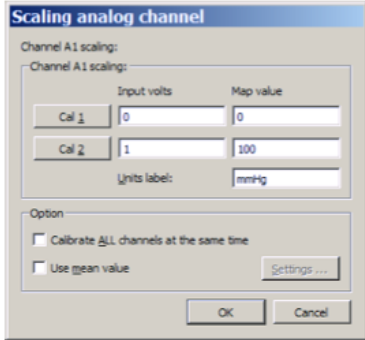 Scaling analog channel
Channel A1 scaling:
Channel A1 scaling:
Input volts Map value
Cal 1 0 0
Cal 2 1 100
Units label: mmHg
Option
Calibrate ALL channels at the same time
Use mean value Settings ...
OK Cancel